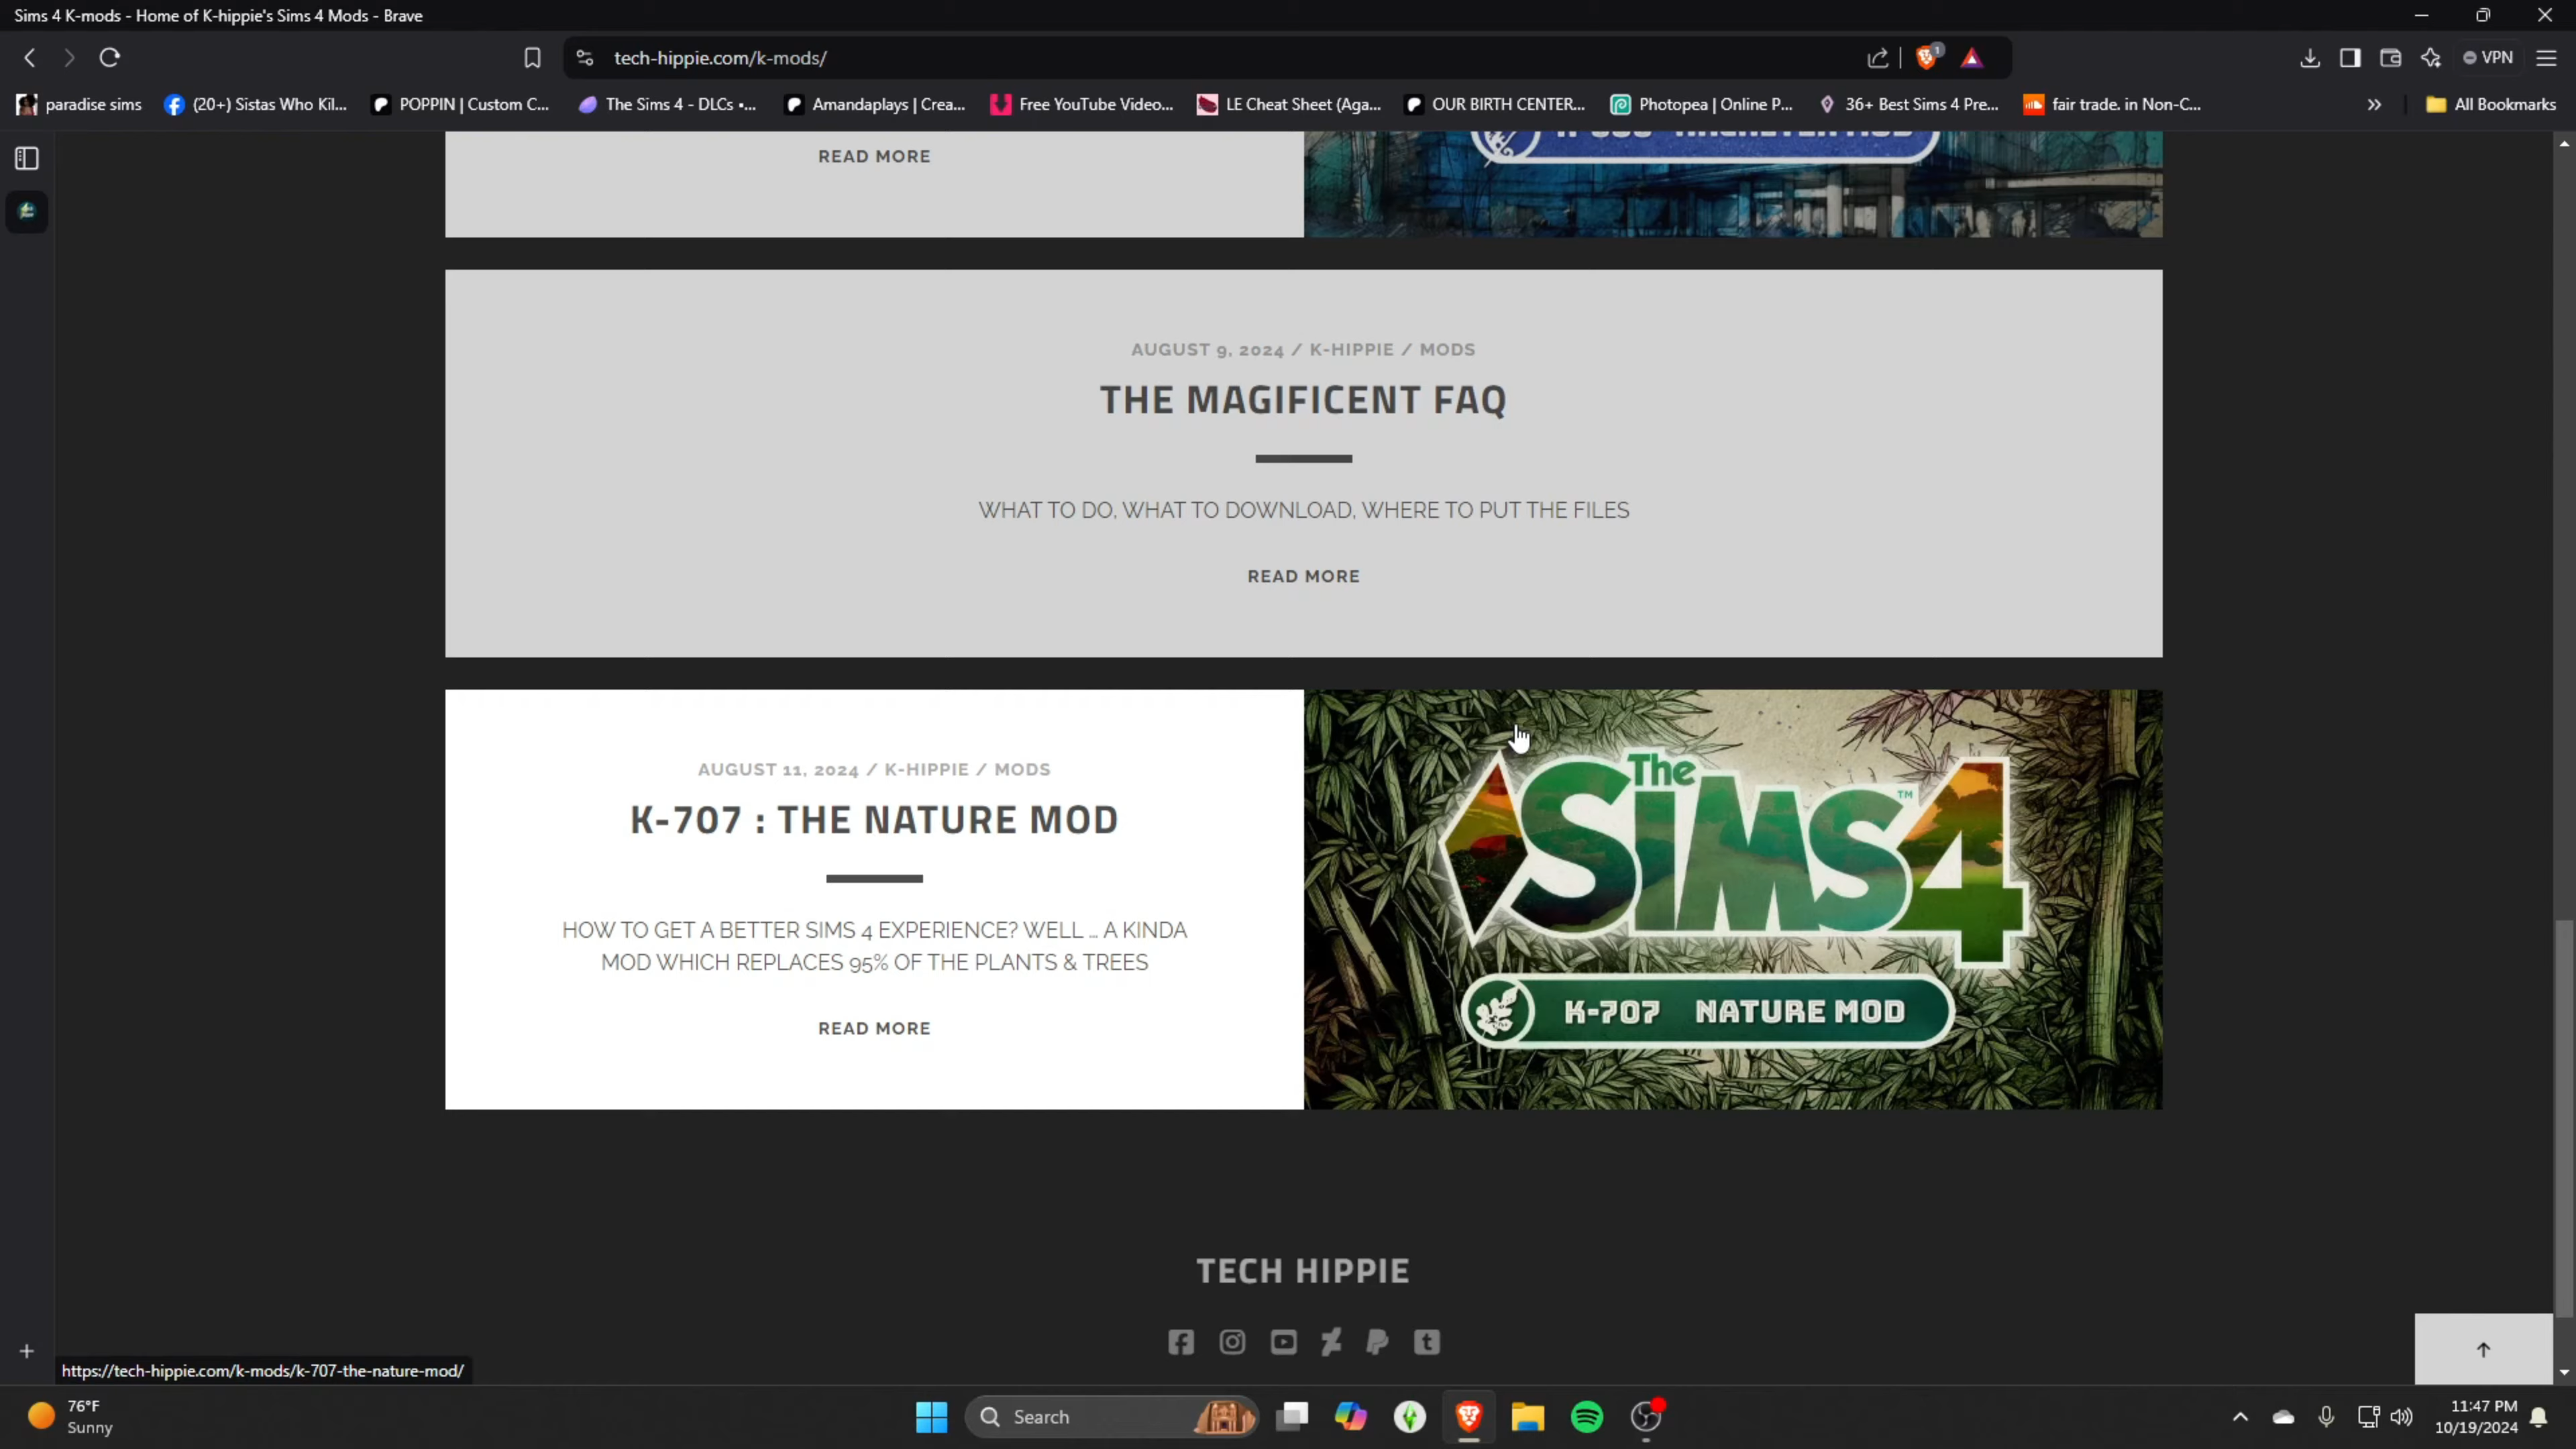 Sims 4 K-mods - Home of K-hippie's Sims 4 Mods - Brave
tech-hippie.com/k-mods/
1
VPN
paradise sims
(20+) Sistas Who Kil...
POPPIN | Custom C...
The Sims 4 - DLCs •...
Amandaplays | Crea...
Free YouTube Video...
LE Cheat Sheet (Aga...
OUR BIRTH CENTER...
Photopea | Online P...
36+ Best Sims 4 Pre...
fair trade. in Non-C...
All Bookmarks
READ MORE
AUGUST 9, 2024 / K-HIPPIE / MODS
THE MAGIFICENT FAQ
WHAT TO DO, WHAT TO DOWNLOAD, WHERE TO PUT THE FILES
READ MORE
AUGUST 11, 2024 / K-HIPPIE / MODS
K-707 : THE NATURE MOD
HOW TO GET A BETTER SIMS 4 EXPERIENCE? WELL ... A KINDA
MOD WHICH REPLACES 95% OF THE PLANTS & TREES
READ MORE
The
SiMS 4
TM
K-707 NATURE MOD
TECH HIPPIE
https://tech-hippie.com/k-mods/k-707-the-nature-mod/
76°F
Sunny
Search
11:47 PM
10/19/2024